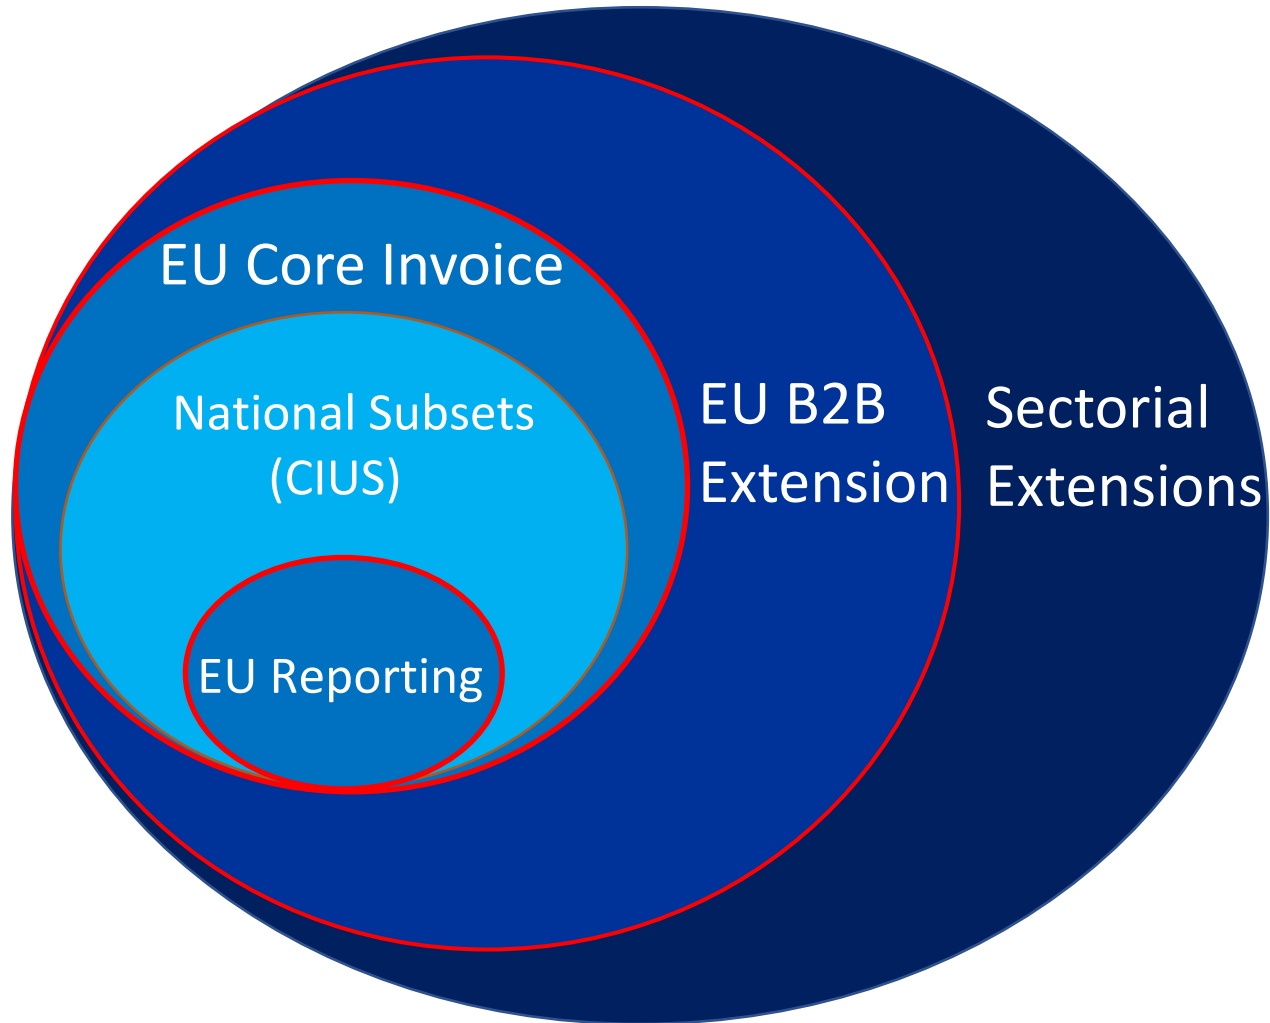 EU Core Invoice
National Subsets
(CIUS)
EU Reporting
EU B2B
Extension
Sectorial
Extensions